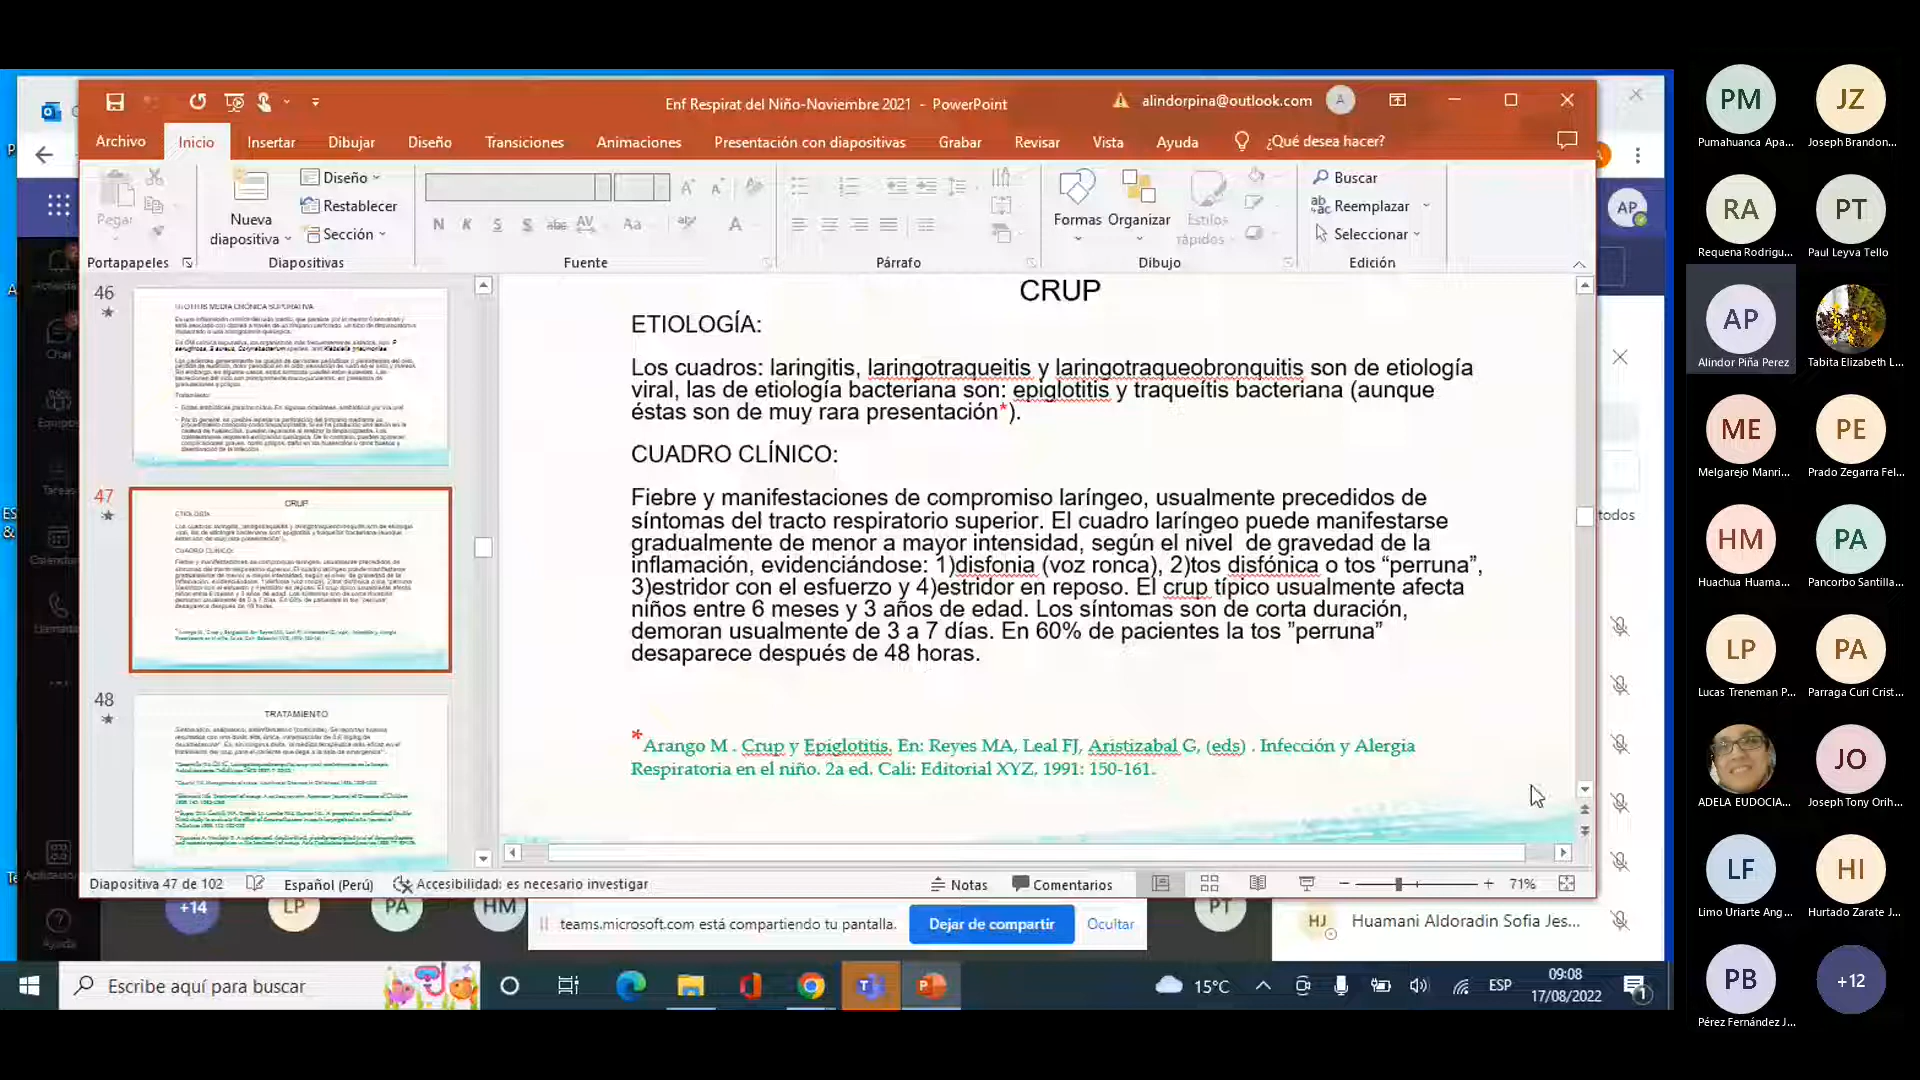 Enf Respirat del Niño-Noviembre 2021 - PowerPoint
alindorpina@outlook.com
A
Archivo
Inicio
Insertar
Dibujar
Diseño
Transiciones
Animaciones
Presentación con diapositivas
Grabar
Revisar
Vista
Ayuda
¿Qué desea hacer?
Pegar
Nueva diapositiva
Diseño
Restablecer
Sección
N K S S abc AV Aa A
Formas
Organizar
Estilos rápidos
Buscar
Reemplazar
Seleccionar
Portapapeles
Diapositivas
Fuente
Párrafo
Dibujo
Edición
46
47
CRUP
48
TRATAMIENTO
CRUP
ETIOLOGÍA:
Los cuadros: laringitis, laringotraqueitis y laringotraqueobronquitis son de etiología
viral, las de etiología bacteriana son: epiglotitis y traqueítis bacteriana (aunque
éstas son de muy rara presentación*).
CUADRO CLÍNICO:
Fiebre y manifestaciones de compromiso laríngeo, usualmente precedidos de
síntomas del tracto respiratorio superior. El cuadro laríngeo puede manifestarse
gradualmente de menor a mayor intensidad, según el nivel de gravedad de la
inflamación, evidenciándose: 1)disfonia (voz ronca), 2)tos disfónica o tos “perruna”,
3)estridor con el esfuerzo y 4)estridor en reposo. El crup típico usualmente afecta
niños entre 6 meses y 3 años de edad. Los síntomas son de corta duración,
demoran usualmente de 3 a 7 días. En 60% de pacientes la tos ”perruna”
desaparece después de 48 horas.
*Arango M . Crup y Epiglotitis. En: Reyes MA, Leal FJ, Aristizabal G, (eds) . Infección y Alergia
Respiratoria en el niño. 2a ed. Cali: Editorial XYZ, 1991: 150-161.
Diapositiva 47 de 102
Español (Perú)
Accesibilidad: es necesario investigar
Notas
Comentarios
71%
+14
LP
PA
HM
PT
teams.microsoft.com está compartiendo tu pantalla.
Dejar de compartir
Ocultar
HJ
Huamani Aldoradin Sofia Jes...
todos
AP
Escribe aquí para buscar
15°C
ESP
09:08
17/08/2022
1
PM
Pumahuanca Apa...
JZ
Joseph Brandon...
RA
Requena Rodrigu...
PT
Paul Leyva Tello
AP
Alindor Piña Perez
Tabita Elizabeth L...
ME
Melgarejo Manri...
PE
Prado Zegarra Fel...
HM
Huachua Huama...
PA
Pancorbo Santilla...
LP
Lucas Treneman P...
PA
Parraga Curi Crist...
ADELA EUDOCIA...
JO
Joseph Tony Orih...
LF
Limo Uriarte Ang...
HI
Hurtado Zarate J...
PB
Pérez Fernández J...
+12